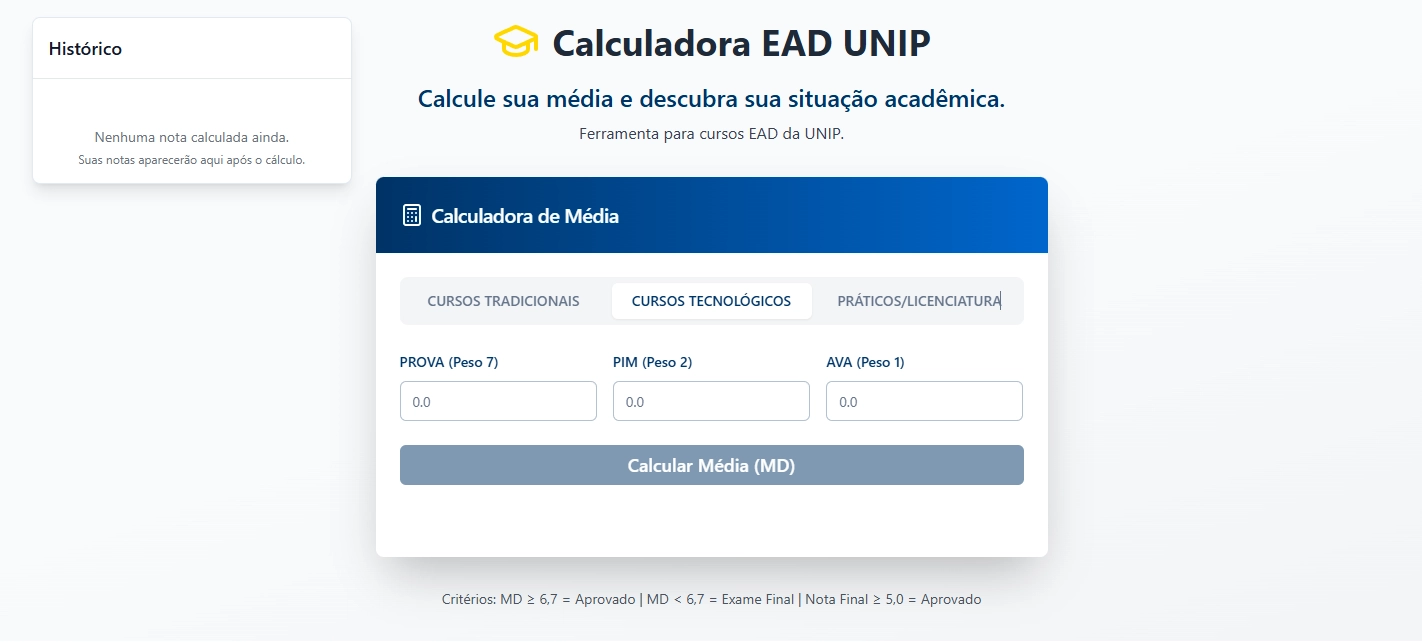 Histórico
Nenhuma nota calculada ainda.
Suas notas aparecerão aqui após o cálculo.
Calculadora EAD UNIP
Calcule sua média e descubra sua situação acadêmica.
Ferramenta para cursos EAD da UNIP.
Calculadora de Média
CURSOS TRADICIONAIS CURSOS TECNOLÓGICOS PRÁTICOS/LICENCIATURA
PROVA (Peso 7) PIM (Peso 2) AVA (Peso 1)
0.0 0.0 0.0
Calcular Média (MD)
Critérios: MD ≥ 6,7 = Aprovado | MD < 6,7 = Exame Final | Nota Final ≥ 5,0 = Aprovado